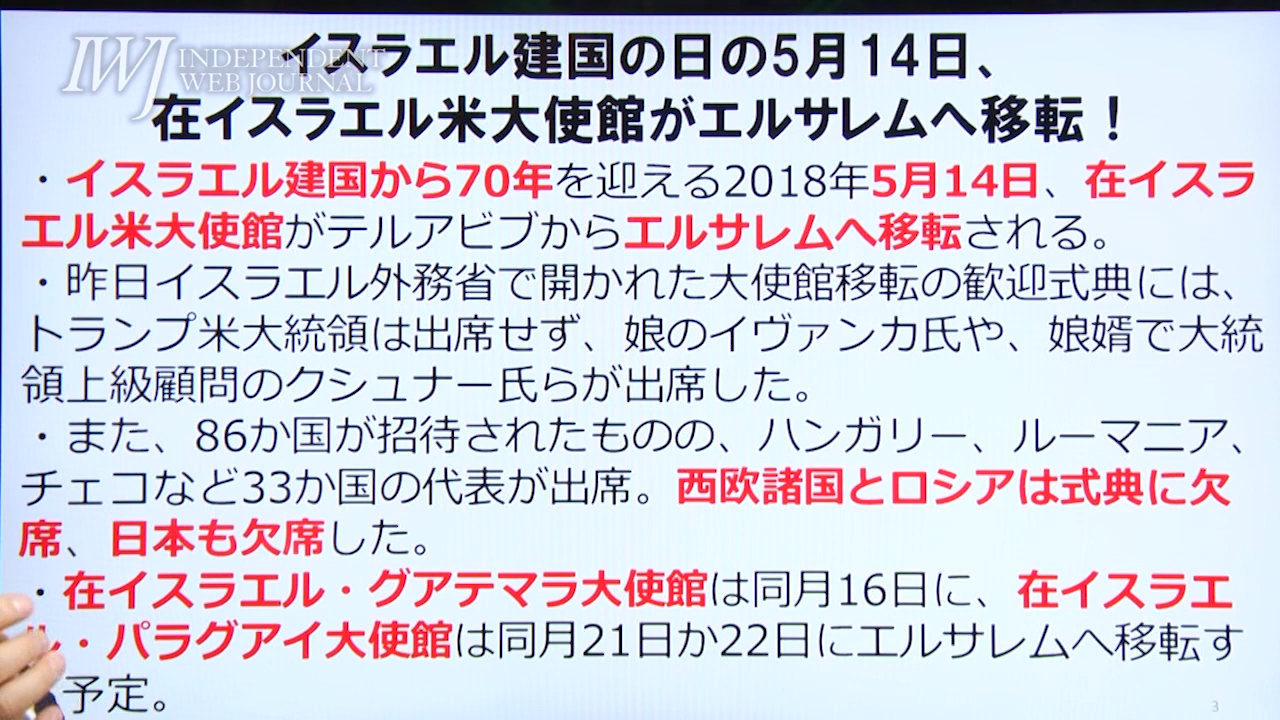 IWJ INDEPENDENT
WEB JOURNAL
イスラエル建国の日の5月14日、
在イスラエル米大使館がエルサレムへ移転！
・イスラエル建国から70年を迎える2018年5月14日、在イスラ
エル米大使館がテルアビブからエルサレムへ移転される。
・昨日イスラエル外務省で開かれた大使館移転の歓迎式典には、
トランプ米大統領は出席せず、娘のイヴァンカ氏や、娘婿で大統
領上級顧問のクシュナー氏らが出席した。
・また、86か国が招待されたものの、ハンガリー、ルーマニア、
チェコなど33か国の代表が出席。西欧諸国とロシアは式典に欠
席、日本も欠席した。
・在イスラエル・グアテマラ大使館は同月16日に、在イスラエ
ル・パラグアイ大使館は同月21日か22日にエルサレムへ移転す
予定。
3